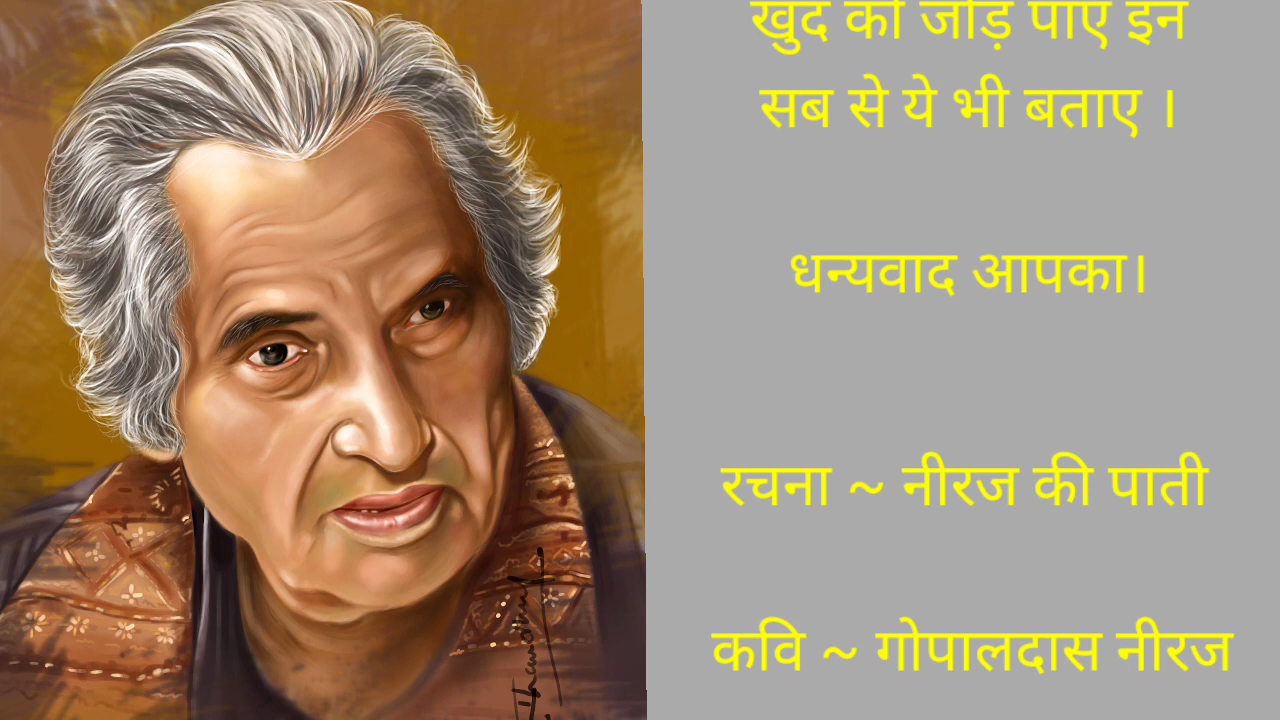 खुद को जोड़ पाए इन
सब से ये भी बताए ।
धन्यवाद आपका।
रचना ~ नीरज की पाती
कवि ~ गोपालदास नीरज